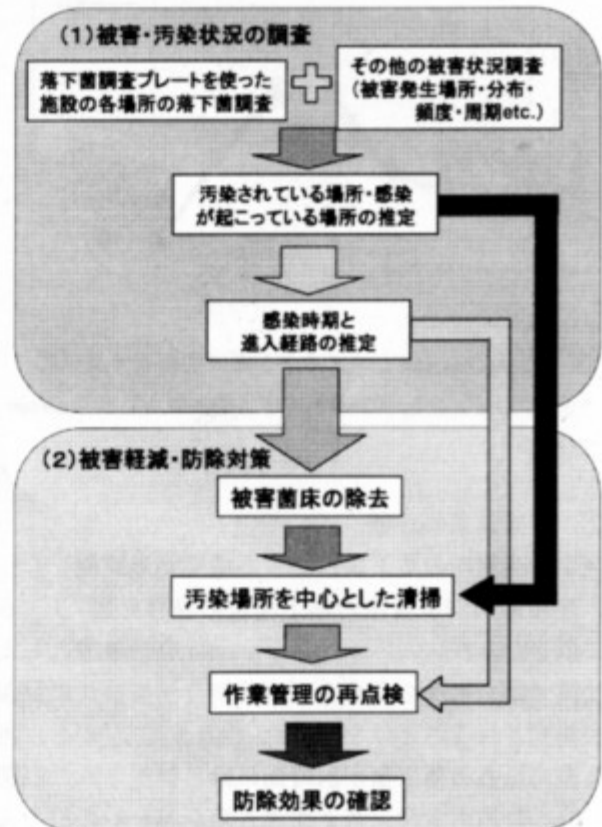 (1)被害・汚染状況の調査
落下菌調査プレートを使った
施設の各場所の落下菌調査
その他の被害状況調査
(被害発生場所・分布・
頻度・周期etc.)
汚染されている場所・感染
が起こっている場所の推定
感染時期と
進入経路の推定
(2)被害軽減・防除対策
被害菌床の除去
汚染場所を中心とした清掃
作業管理の再点検
防除効果の確認